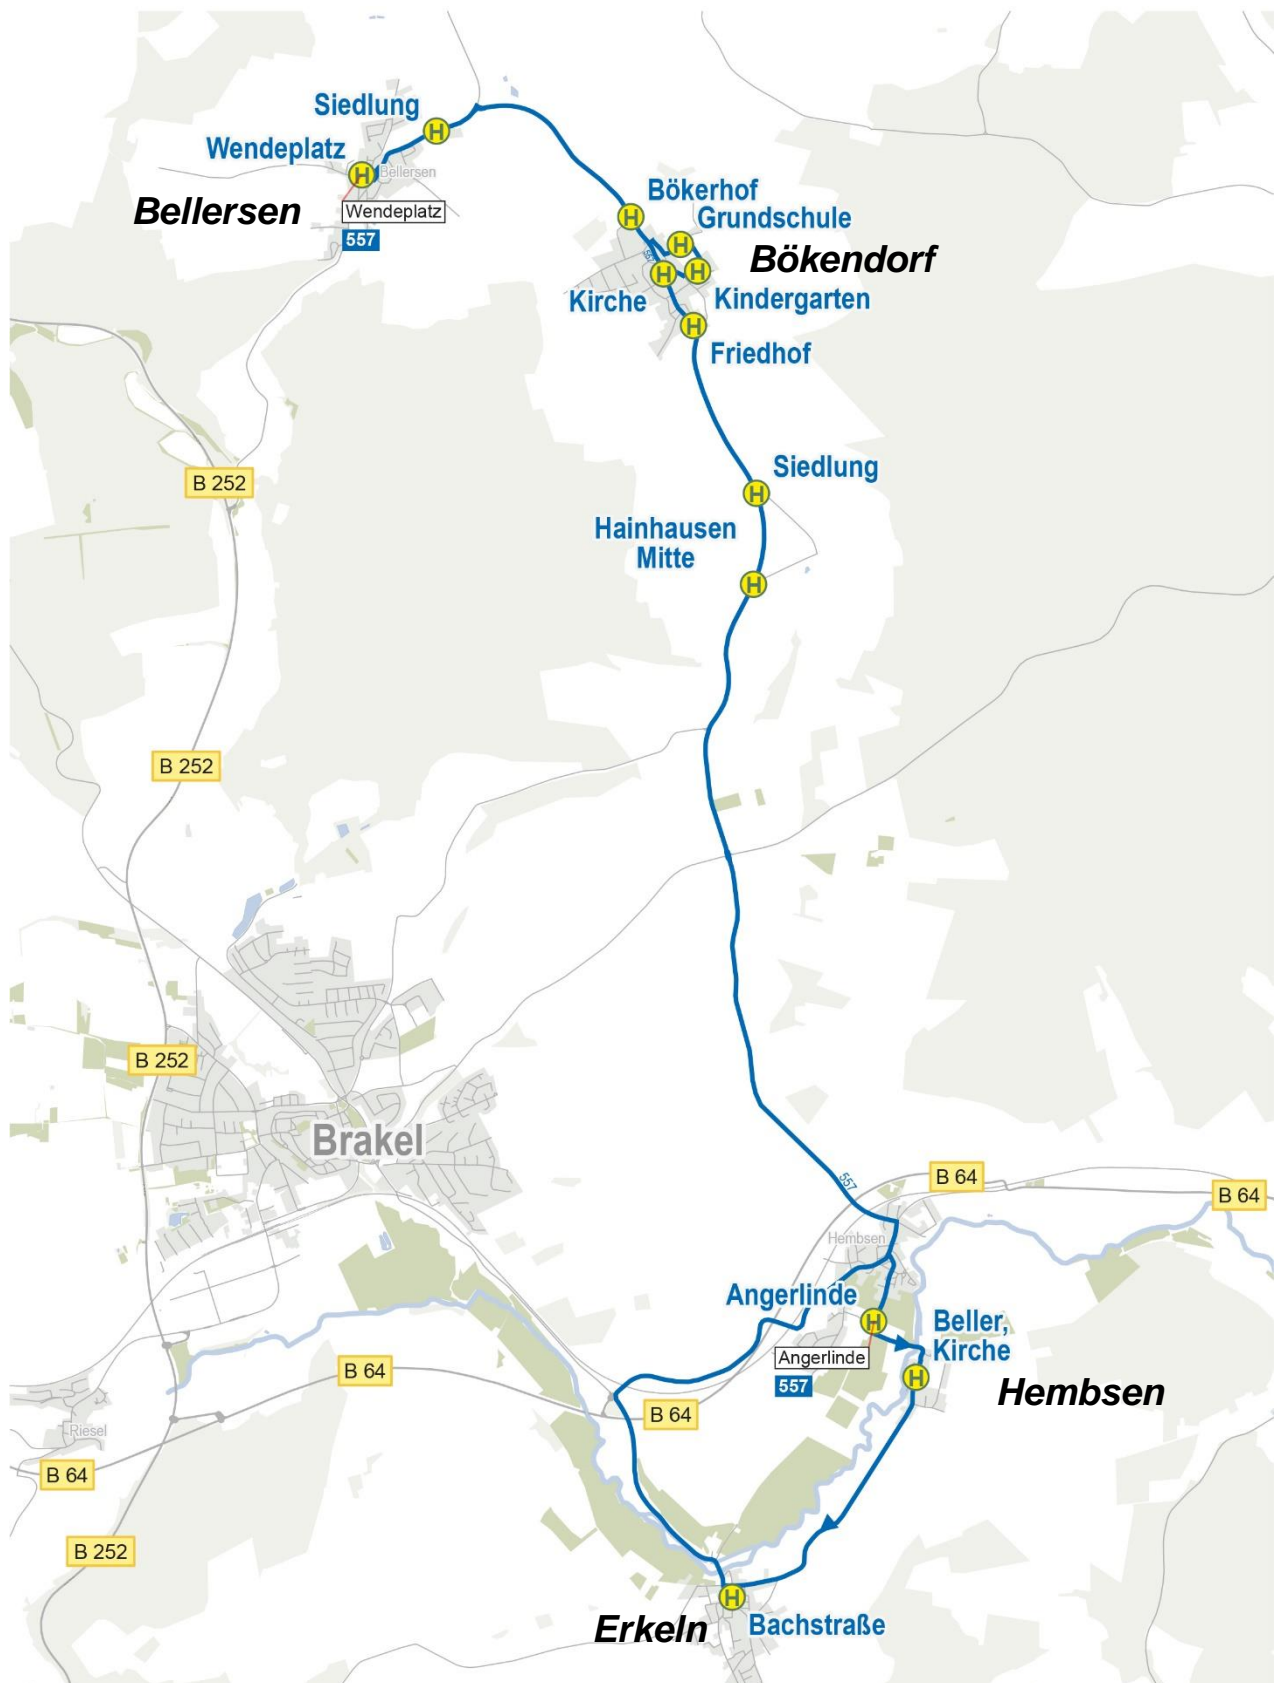 Siedlung
Wendeplatz
Bellersen
Bellersen
Wendeplatz
557
H
H
Bökerhof
Grundschule
Bökendorf
H
H
557
H
H
Kirche
Kindergarten
H
Friedhof
B 252
Siedlung
H
Hainhausen
Mitte
H
B 252
B 252
Brakel
557
B 64
B 64
Hembsen
Angerlinde
H
Beller,
Kirche
Angerlinde
557
H
Hembsen
B 64
B 64
Riesel
B 64
B 252
H
Erkeln
Bachstraße